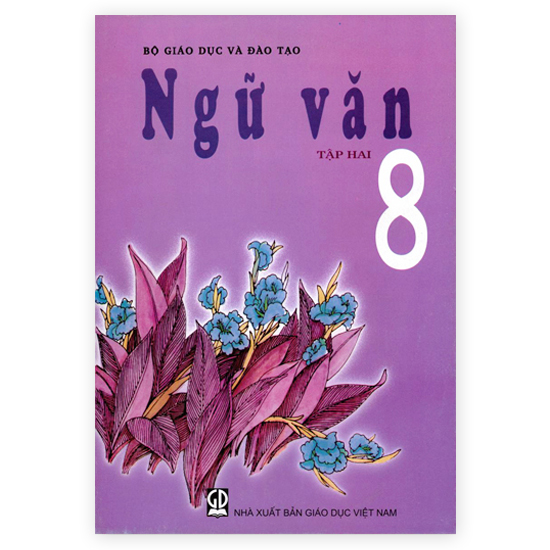 BỘ GIÁO DỤC VÀ ĐÀO TẠO
Ngữ văn
TẬP HAI
8
GD
NHÀ XUẤT BẢN GIÁO DỤC VIỆT NAM